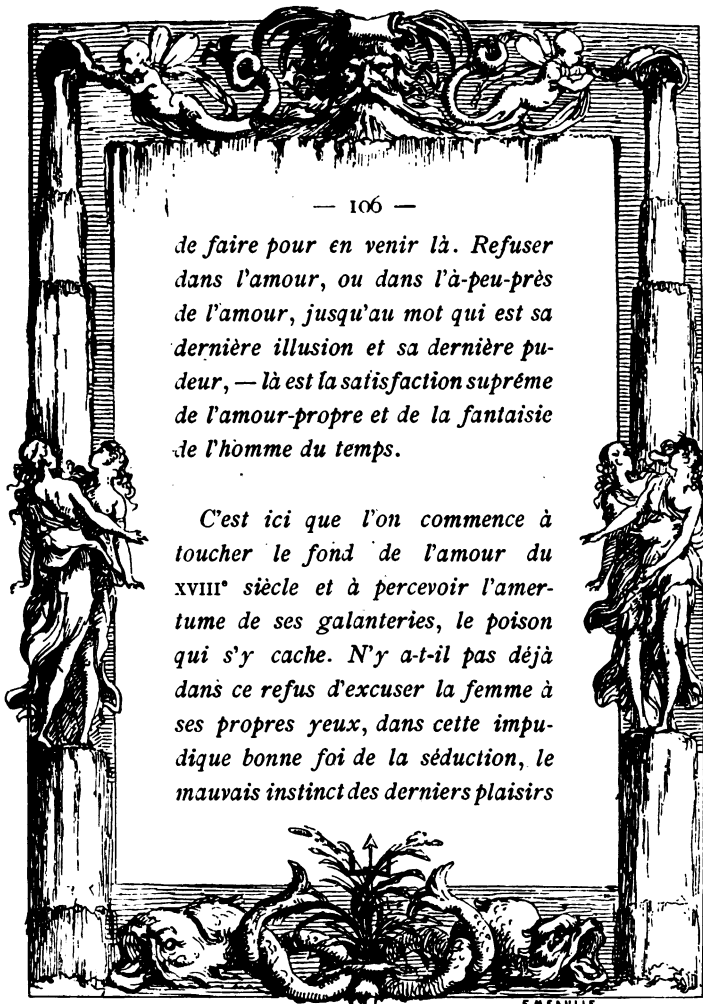 — 106 —
de faire pour en venir là. Refuser
dans l'amour, ou dans l'à-peu-près
de l'amour, jusqu'au mot qui est sa
dernière illusion et sa dernière pu-
deur, — là est la satisfaction suprême
de l'amour-propre et de la fantaisie
de l'homme du temps.
C'est ici que l'on commence à
toucher le fond de l'amour du
XVIIIe siècle et à percevoir l'amer-
tume de ses galanteries, le poison
qui s'y cache. N'y a-t-il pas déjà
dans ce refus d'excuser la femme à
ses propres yeux, dans cette impu-
dique bonne foi de la séduction, le
mauvais instinct des derniers plaisirs